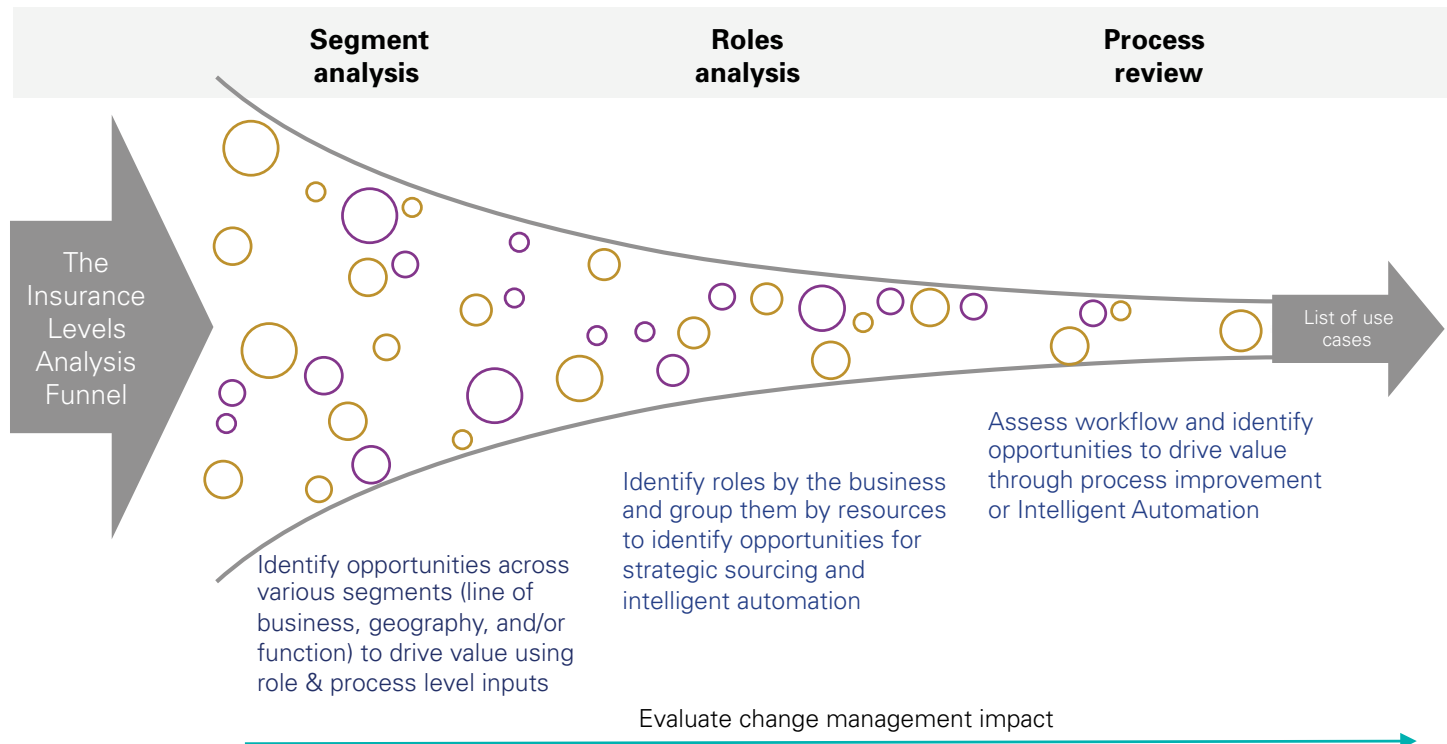 Segment
analysis
Roles
analysis
Process
review
The
Insurance
Levels
Analysis
Funnel
List of use
cases
Identify opportunities across
various segments (line of
business, geography, and/or
function) to drive value using
role & process level inputs
Identify roles by the business
and group them by resources
to identify opportunities for
strategic sourcing and
intelligent automation
Assess workflow and identify
opportunities to drive value
through process improvement
or Intelligent Automation
Evaluate change management impact